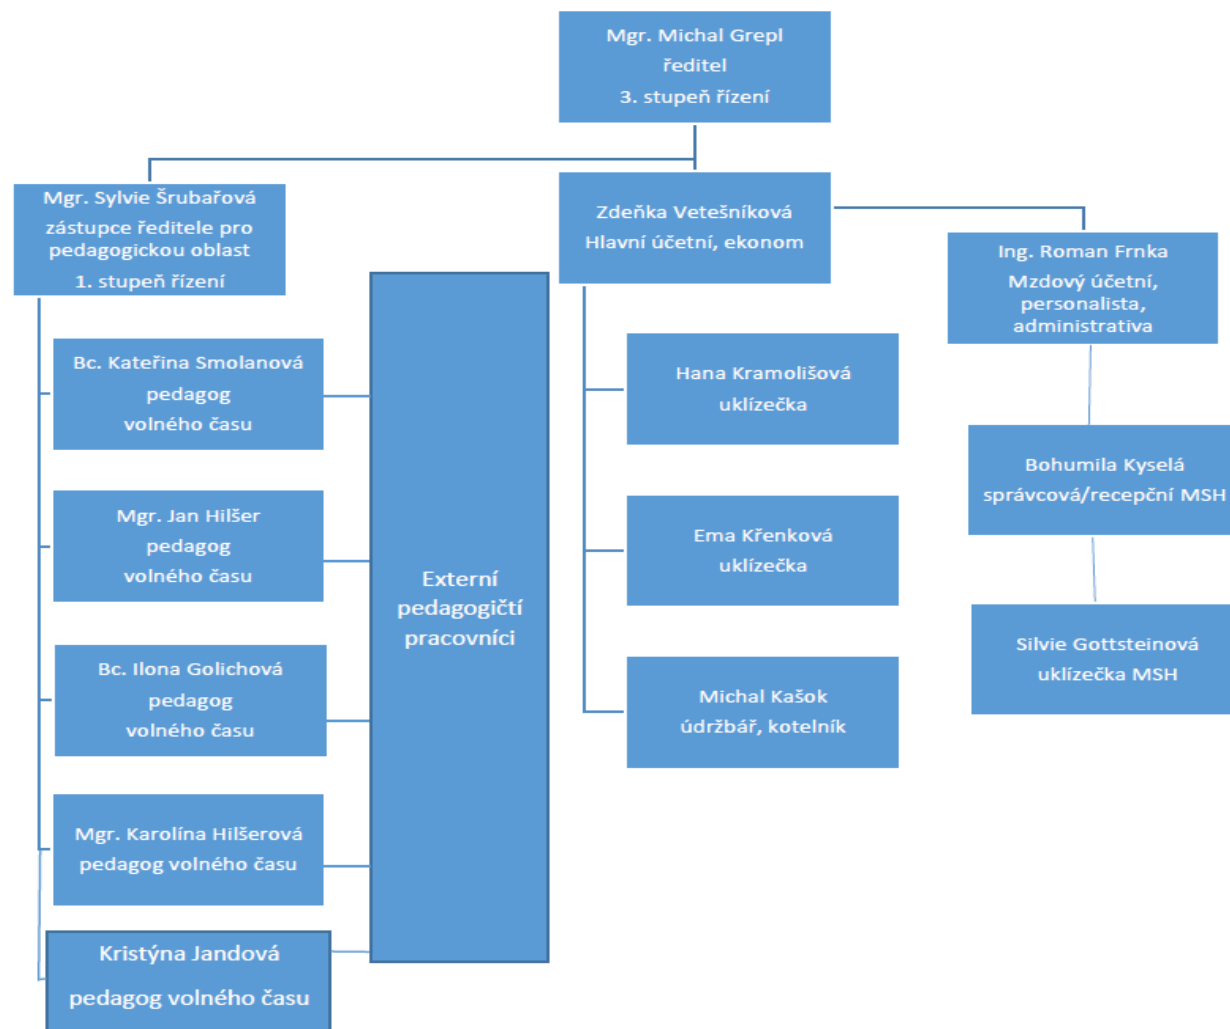 Mgr. Michal Grepl
ředitel
3. stupeň řízení
Mgr. Sylvie Šrubařová
zástupce ředitele pro
pedagogickou oblast
1. stupeň řízení
Zdeňka Vetešníková
Hlavní účetní, ekonom
Ing. Roman Frnka
Mzdový účetní,
personalista,
administrativa
Bc. Kateřina Smolanová
pedagog
volného času
Mgr. Jan Hilšer
pedagog
volného času
Bc. Ilona Golichová
pedagog
volného času
Mgr. Karolína Hilšerová
pedagog volného času
Kristýna Jandová
pedagog volného času
Externí
pedagogičtí
pracovníci
Hana Kramolišová
uklízečka
Ema Křenková
uklízečka
Michal Kašok
údržbář, kotelník
Bohumila Kyselá
správcová/recepční MSH
Silvie Gottsteinová
uklízečka MSH